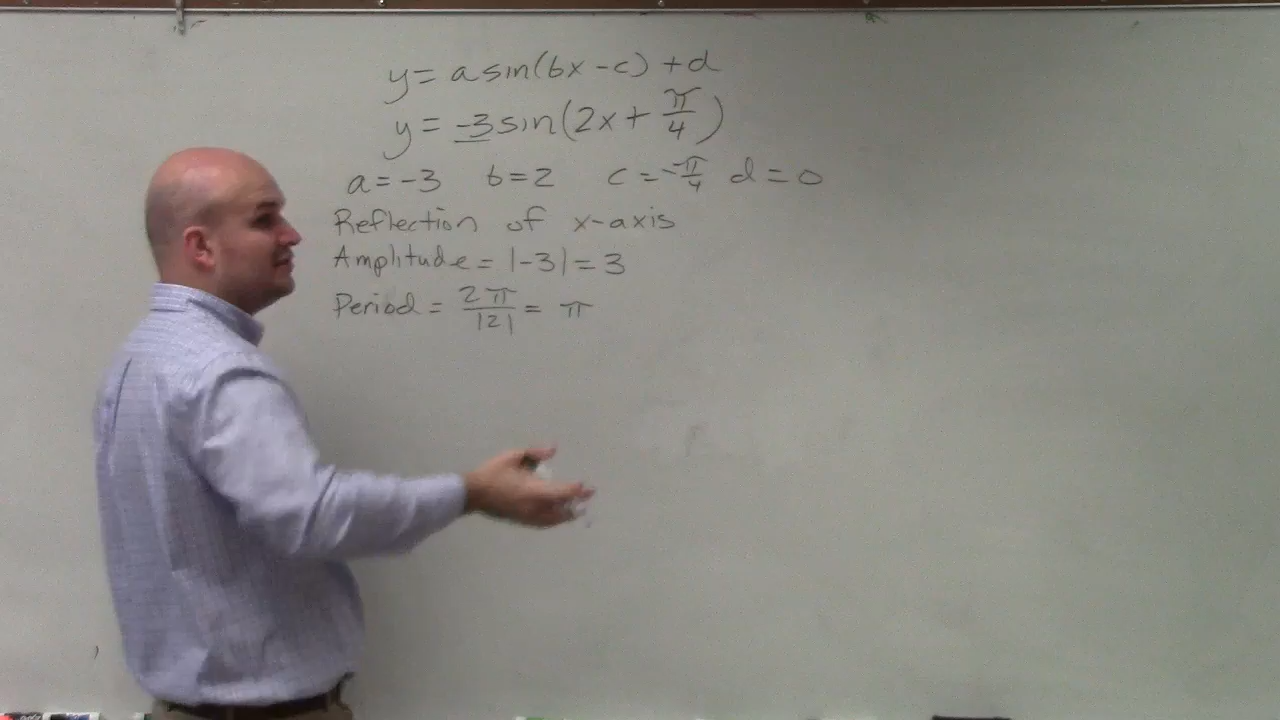 y = a sin(bx - c) + d
y = -3 sin(2x + π/4)
a = -3 b = 2 c = -π/4 d = 0
Reflection of x-axis
Amplitude = |-3| = 3
Period = 2π/|2| = π